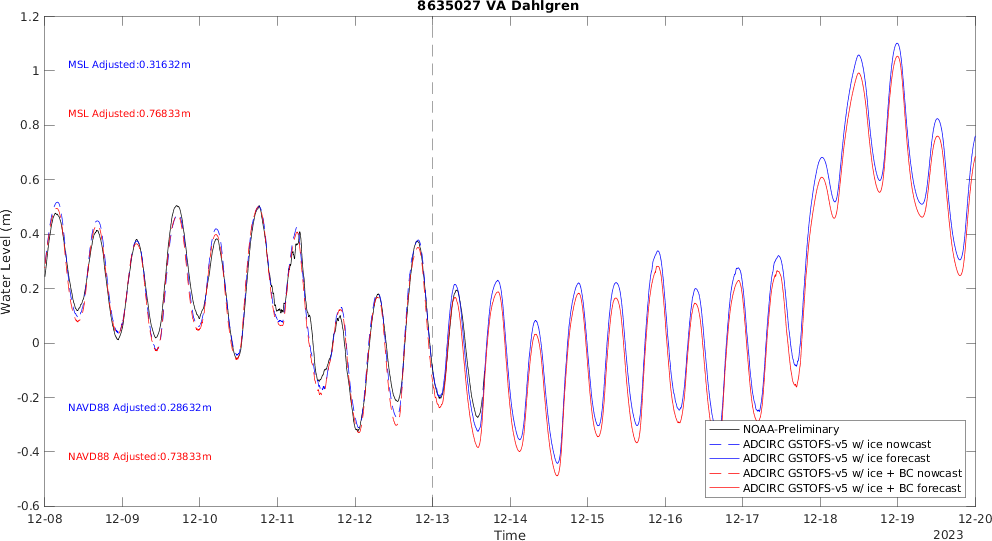 8635027 VA Dahlgren
1.2
1
0.8
0.6
0.4
0.2
0
-0.2
-0.4
-0.6
Water Level (m)
MSL Adjusted:0.31632m
MSL Adjusted:0.76833m
NAVD88 Adjusted:0.28632m
NAVD88 Adjusted:0.73833m
NOAA-Preliminary
ADCIRC GSTOFS-v5 w/ ice nowcast
ADCIRC GSTOFS-v5 w/ ice forecast
ADCIRC GSTOFS-v5 w/ ice + BC nowcast
ADCIRC GSTOFS-v5 w/ ice + BC forecast
12-08 12-09 12-10 12-11 12-12 12-13 12-14 12-15 12-16 12-17 12-18 12-19 12-20
Time
2023